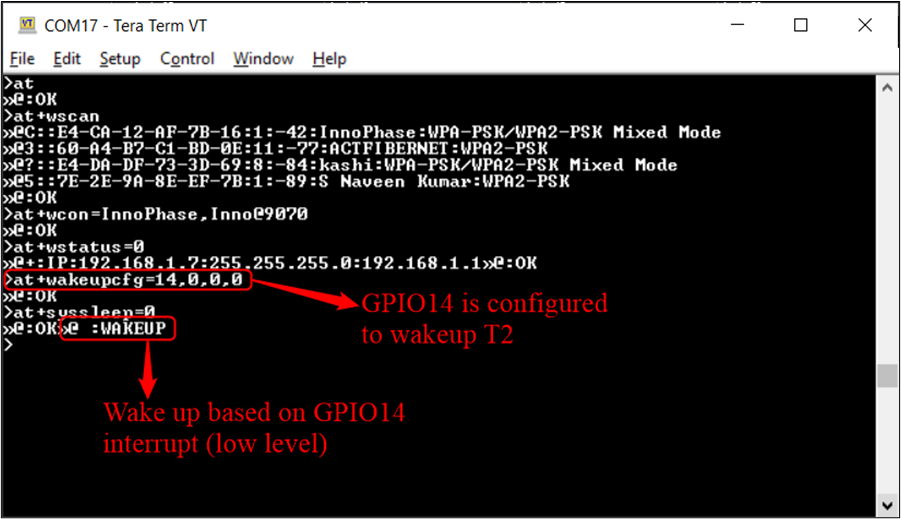 COM17 - Tera Term VT
File Edit Setup Control Window Help
>at
»@:OK
>at+wscan
»@C::E4-CA-12-AF-7B-16:1:-42:InnoPhase:WPA-PSK/WPA2-PSK Mixed Mode
»@3::60-A4-B7-C1-BD-0E:11:-77:ACTFIBERNET:WPA2-PSK
»@?::E4-DA-DF-73-3D-69:8:-84:kashi:WPA-PSK/WPA2-PSK Mixed Mode
»@5::7E-2E-9A-8E-EF-7B:1:-89:S Naveen Kumar:WPA2-PSK
»@:OK
>at+wcon=InnoPhase,Inno@9070
»@:OK
>at+wstatus=0
»@+:IP:192.168.1.7:255.255.255.0:192.168.1.1»@:OK
>at+wakeupcfg=14,0,0,0
»@:OK
>at+syssleep=0
»@:OK»@ :WAKEUP
>
GPIO14 is configured
to wakeup T2
Wake up based on GPIO14
interrupt (low level)